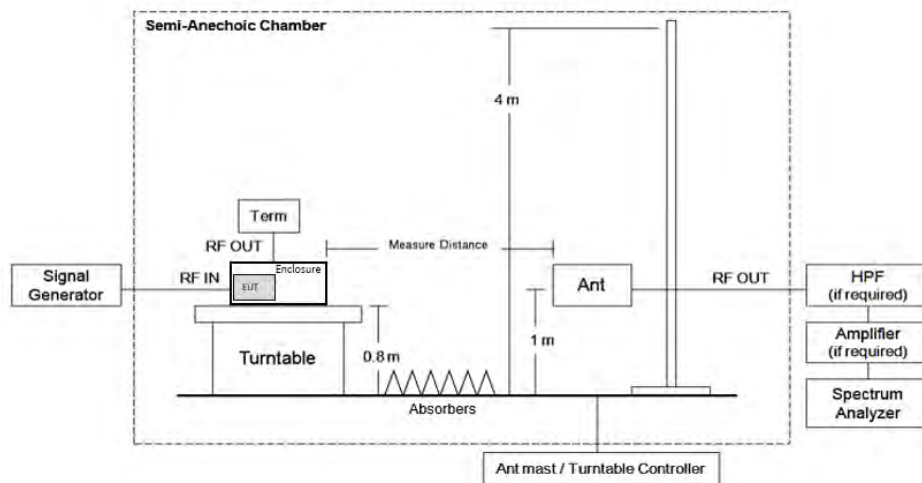 Semi-Anechoic Chamber
4 m
Term
RF OUT
Measure Distance
Signal
Generator
RF IN
Enclosure
EUT
Ant
RF OUT
HPF
(if required)
Turntable
0.8 m
1 m
Amplifier
(if required)
Absorbers
Spectrum
Analyzer
Ant mast / Turntable Controller